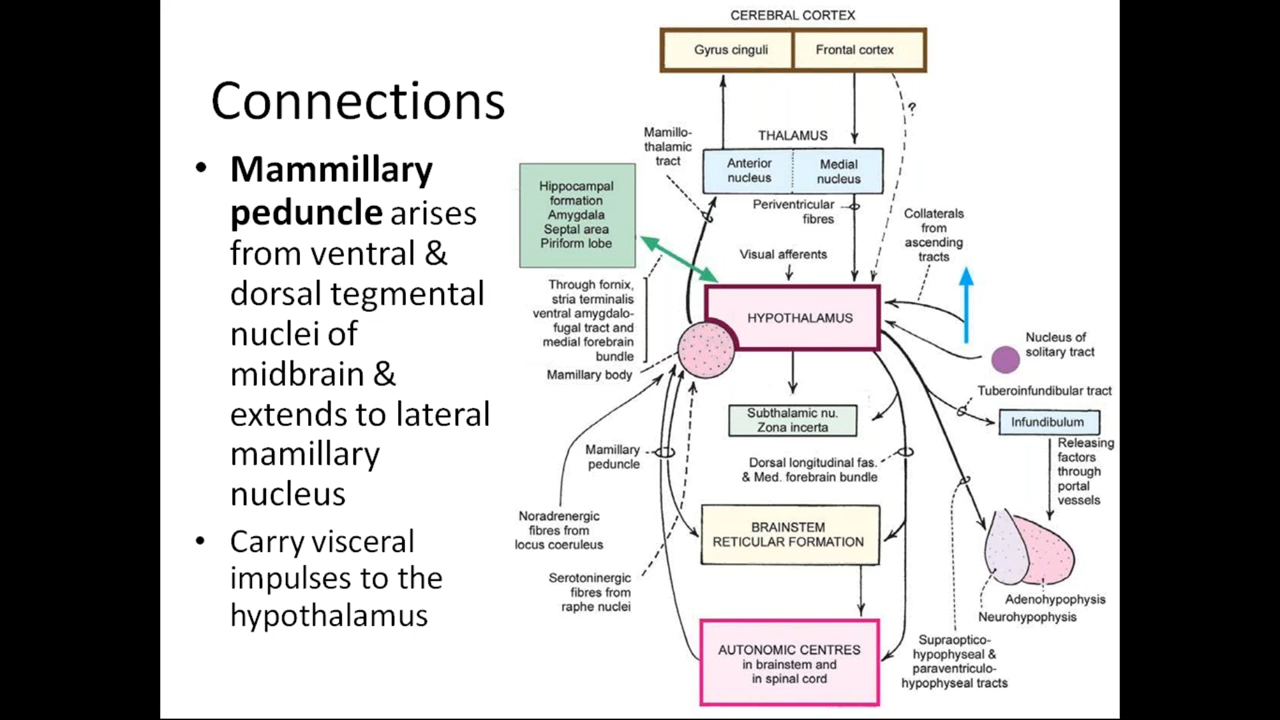 Connections
• Mammillary
peduncle arises
from ventral &
dorsal tegmental
nuclei of
midbrain &
extends to lateral
mamillary
nucleus
• Carry visceral
impulses to the
hypothalamus
CEREBRAL CORTEX
Gyrus cinguli
Frontal cortex
?
Mamillo-
thalamic
tract
THALAMUS
Anterior
nucleus
Medial
nucleus
Hippocampal
formation
Amygdala
Septal area
Piriform lobe
Periventricular
fibres
Collaterals
from
ascending
tracts
Visual afferents
Through fornix,
stria terminalis
ventral amygdalo-
fugal tract and
medial forebrain
bundle
HYPOTHALAMUS
Nucleus of
solitary tract
Mamillary body
Tuberoinfundibular tract
Subthalamic nu.
Zona incerta
Infundibulum
Releasing
factors
through
portal
vessels
Mamillary
peduncle
Dorsal longitudinal fas.
& Med. forebrain bundle
Noradrenergic
fibres from
locus coeruleus
BRAINSTEM
RETICULAR FORMATION
Serotoninergic
fibres from
raphe nuclei
Adenohypophysis
Neurohypophysis
AUTONOMIC CENTRES
in brainstem and
in spinal cord
Supraoptico-
hypophyseal &
paraventriculo-
hypophyseal tracts